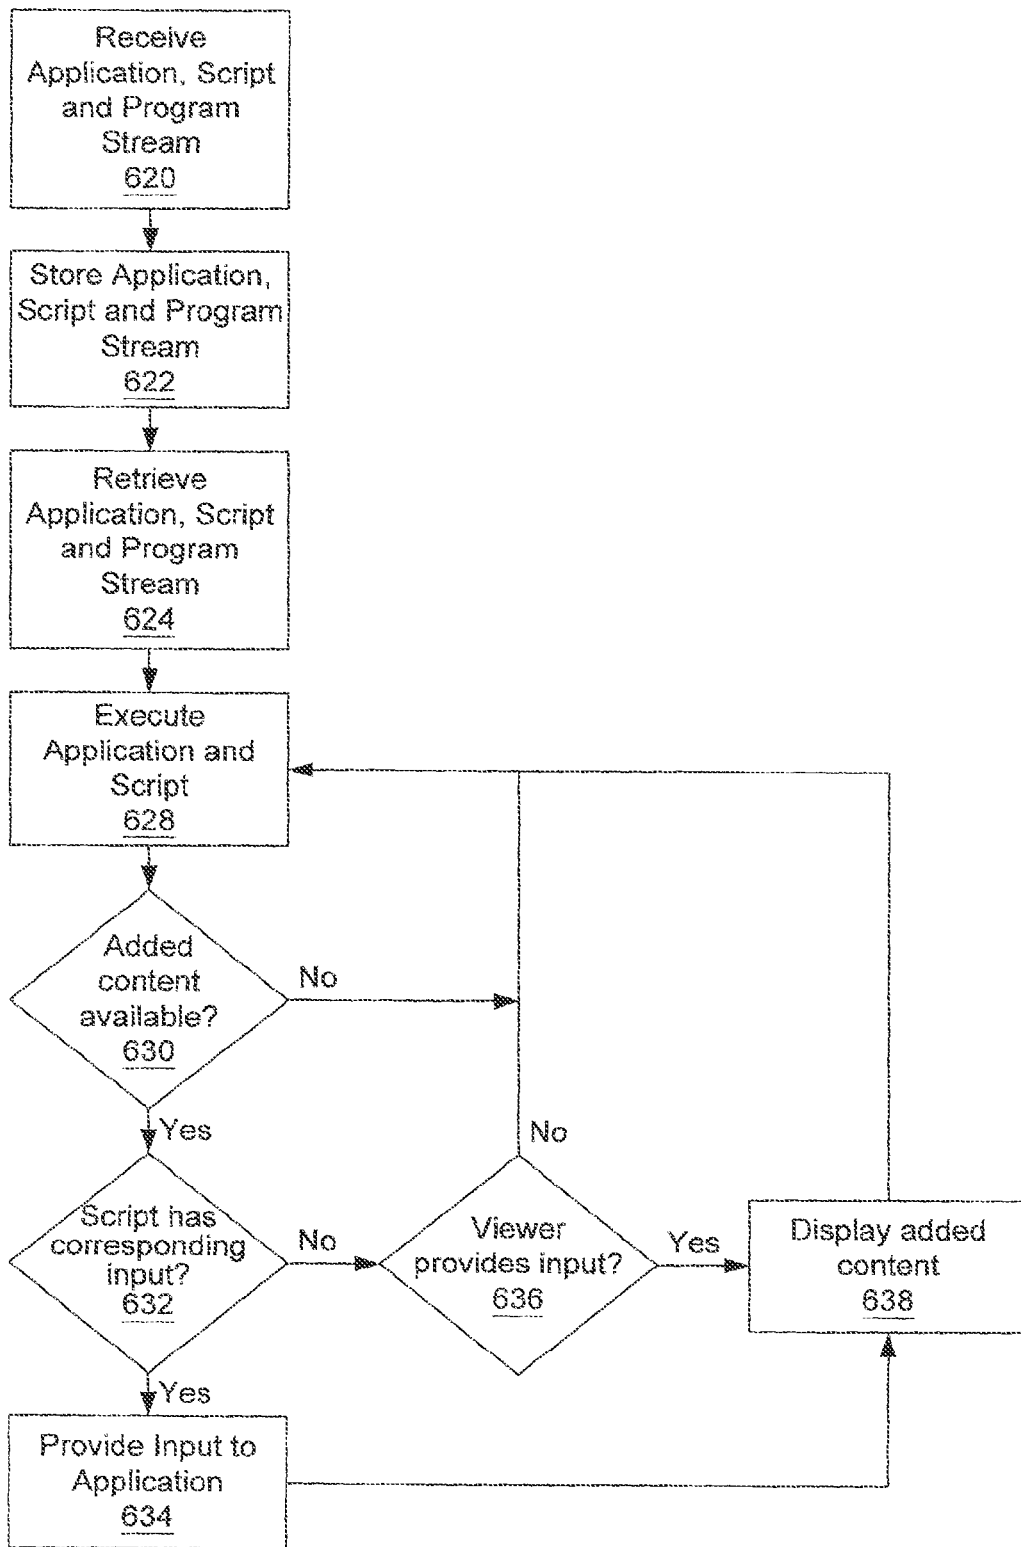 Receive
Application, Script
and Program
Stream
620
Store Application,
Script and Program
Stream
622
Retrieve
Application, Script
and Program
Stream
624
Execute
Application and
Script
628
Added
content
available?
630
No
Yes
Script has
corresponding
input?
632
No
Yes
Viewer
provides input?
636
No
Yes
Display added
content
638
Provide Input to
Application
634